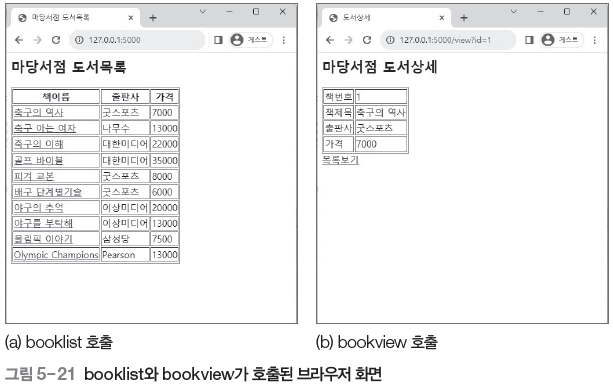 마당서점 도서목록
127.0.0.1:5000
게스트
마당서점 도서목록
책이름 출판사 가격
축구의 역사 굿스포츠 7000
축구 아는 여자 나무수 13000
축구의 이해 대한미디어 22000
골프 바이블 대한미디어 35000
피겨 교본 굿스포츠 8000
배구 단계별기술 굿스포츠 6000
야구의 추억 이상미디어 20000
야구를 부탁해 이상미디어 13000
올림픽 이야기 삼성당 7500
Olympic Champions Pearson 13000
(a) booklist 호출
도서상세
127.0.0.1:5000/view?id=1
게스트
마당서점 도서상세
책번호 1
책제목 축구의 역사
출판사 굿스포츠
가격 7000
목록보기
(b) bookview 호출
그림 5-21 booklist와 bookview가 호출된 브라우저 화면